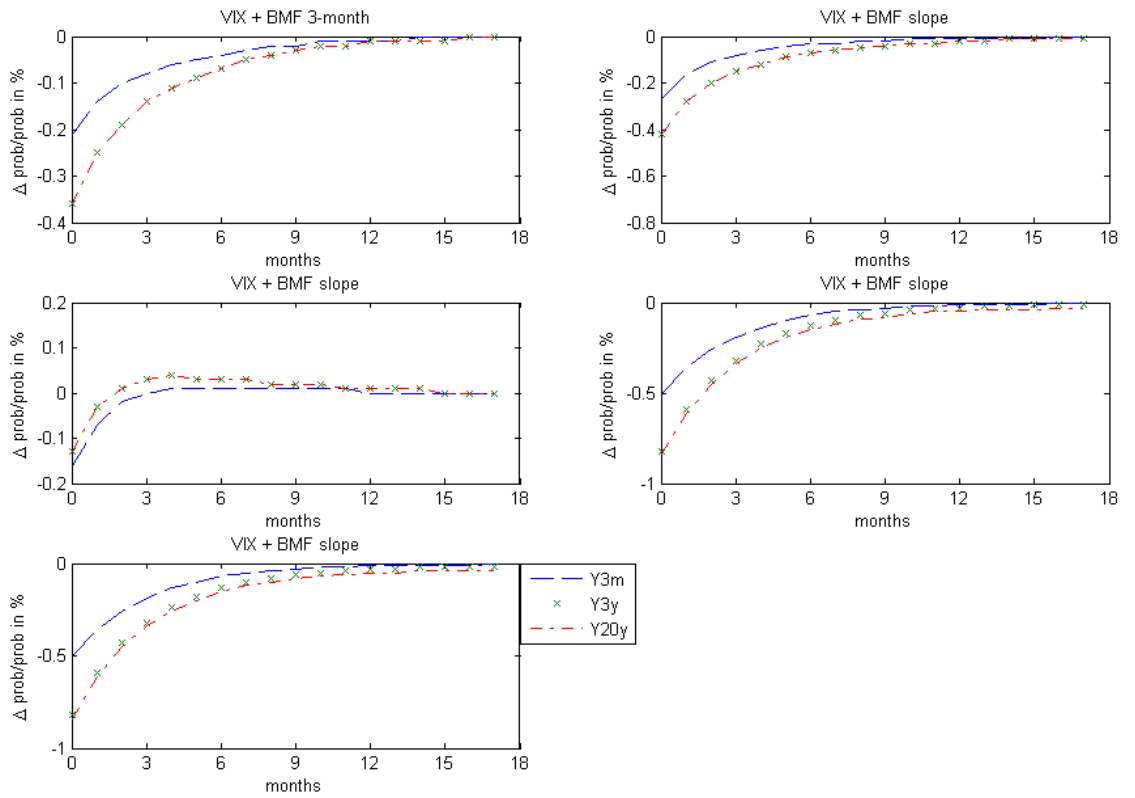 VIX + BMF 3-month
Δ prob/prob in %
0
-0.1
-0.2
-0.3
-0.4
0 3 6 9 12 15 18
months
VIX + BMF slope
Δ prob/prob in %
0
-0.2
-0.4
-0.6
-0.8
0 3 6 9 12 15 18
months
VIX + BMF slope
Δ prob/prob in %
0.2
0.1
0
-0.1
-0.2
0 3 6 9 12 15 18
months
VIX + BMF slope
Δ prob/prob in %
0
-0.5
-1
0 3 6 9 12 15 18
months
VIX + BMF slope
Δ prob/prob in %
0
-0.5
-1
0 3 6 9 12 15 18
months
Y3m
Y3y
Y20y